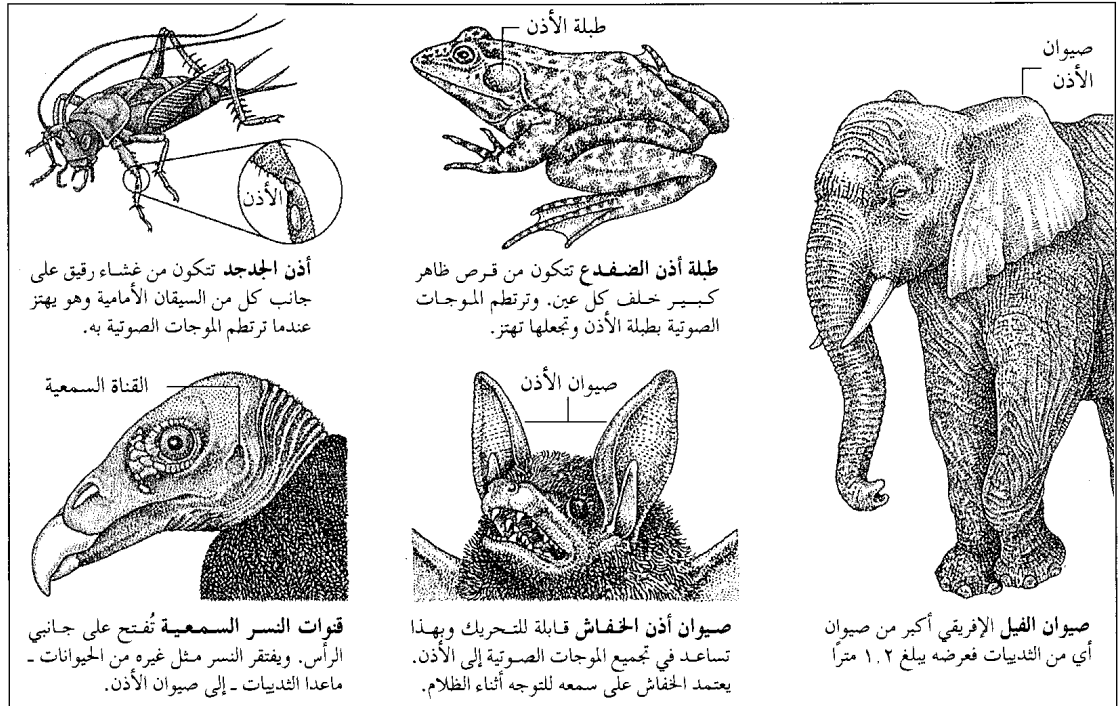 صيوان
الأذن
صيوان الفيل الإفريقي أكبر من صيوان
أي من الثدييات فعرضه يبلغ ١.٢ مترًا
طبلة الأذن
طبلة أذن الضفدع تتكون من قرص ظاهر
كبير خلف كل عين. وترتطم الموجات
الصوتية بطبلة الأذن وتجعلها تهتز.
الأذن
أذن الجدجد تتكون من غشاء رقيق على
جانب كل من السيقان الأمامية وهو يهتز
عندما ترتطم الموجات الصوتية به.
صيوان الأذن
صيوان أذن الخفاش قابلة للتحريك وبهذا
تساعد في تجميع الموجات الصوتية إلى الأذن.
يعتمد الخفاش على سمعه للتوجه أثناء الظلام.
القناة السمعية
قنوات النسر السمعية تُفتح على جانبي
الرأس. ويفتقر النسر مثل غيره من الحيوانات ـ
ماعدا الثدييات ـ إلى صيوان الأذن.